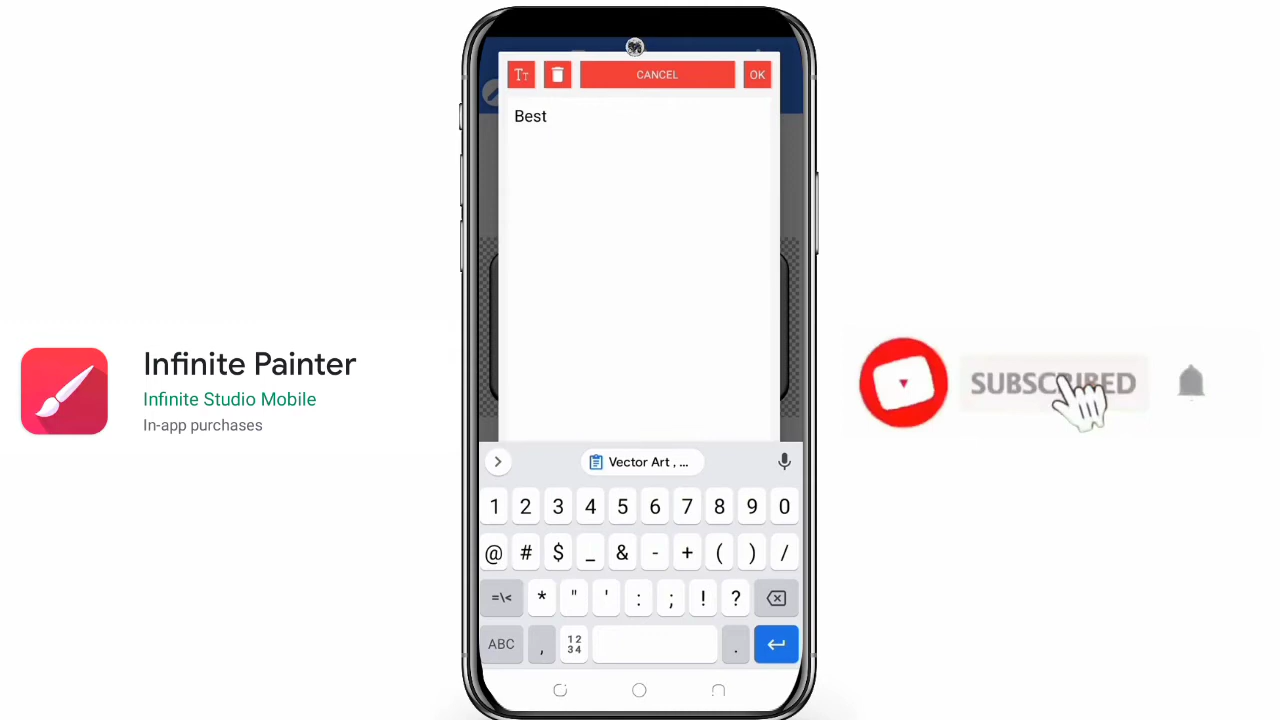 Tт CANCEL OK
Best
Infinite Painter
Infinite Studio Mobile
In-app purchases
SUBSCRIBED
Vector Art , ...
1 2 3 4 5 6 7 8 9 0
@ # $ _ & - + ( ) /
=\< * " ' : ; ! ?
ABC , 12 34 .